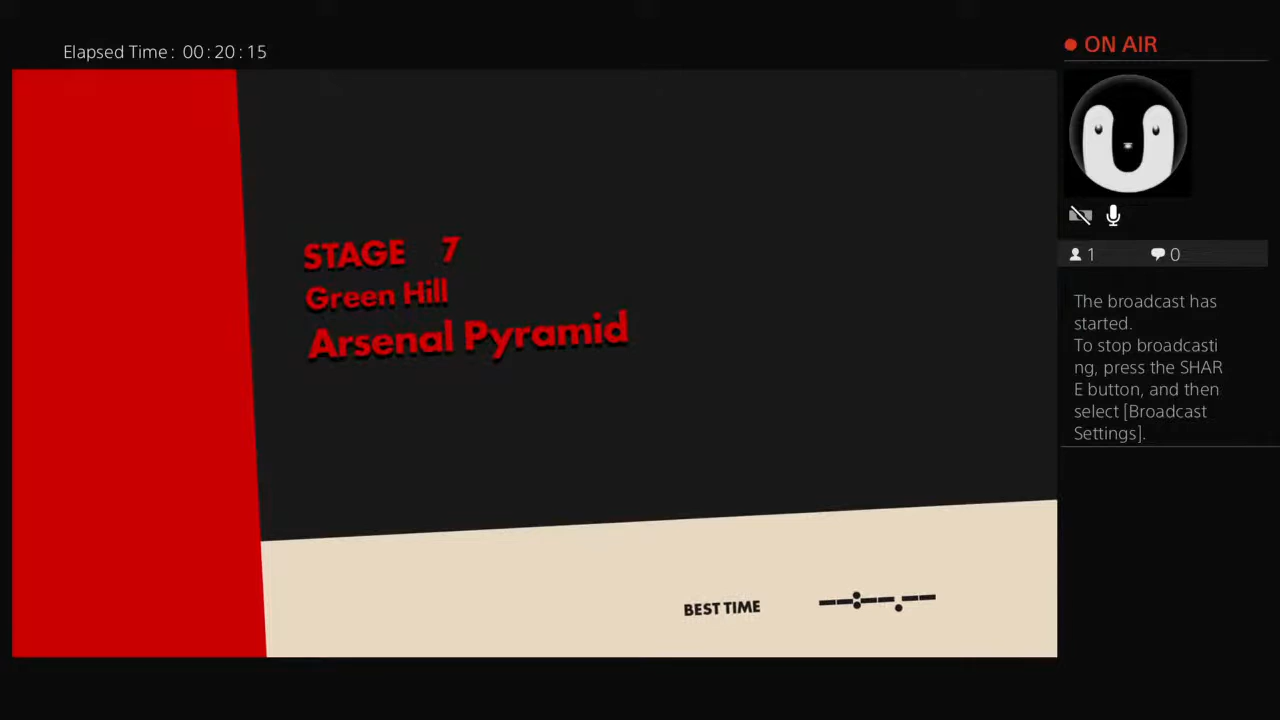 Elapsed Time: 00:20:15
ON AIR
STAGE 7
Green Hill
Arsenal Pyramid
BEST TIME --:--.--
1 0
The broadcast has
started.
To stop broadcasti
ng, press the SHAR
E button, and then
select [Broadcast
Settings].